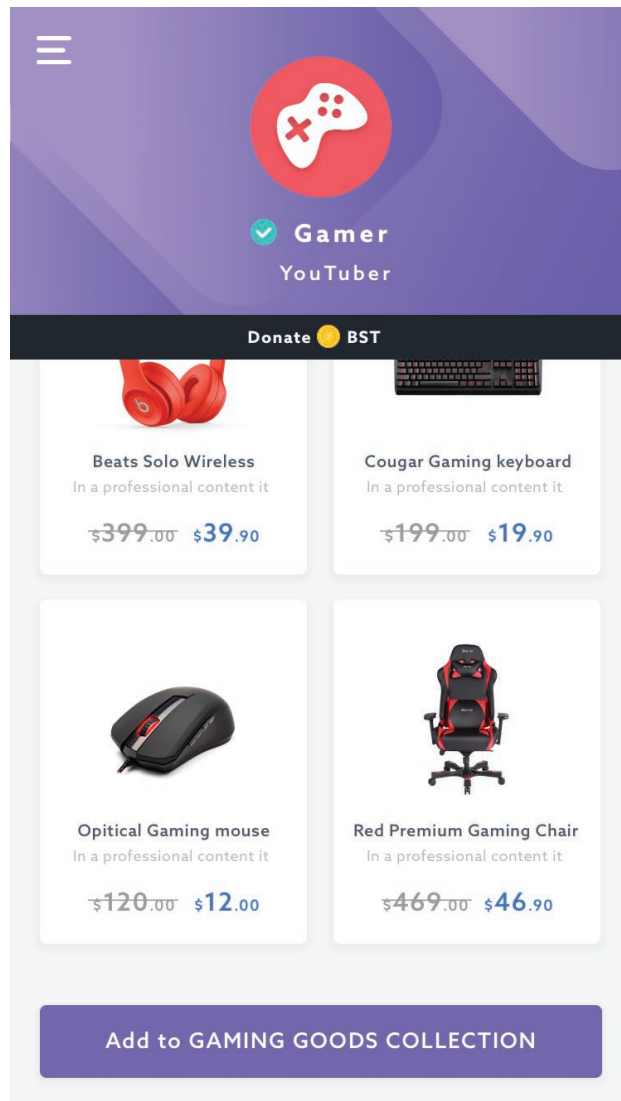 Gamer
YouTuber
Donate BST
Beats Solo Wireless
In a professional content it
$399.00 $39.90
Cougar Gaming keyboard
In a professional content it
$199.00 $19.90
Opitical Gaming mouse
In a professional content it
$120.00 $12.00
Red Premium Gaming Chair
In a professional content it
$469.00 $46.90
Add to GAMING GOODS COLLECTION